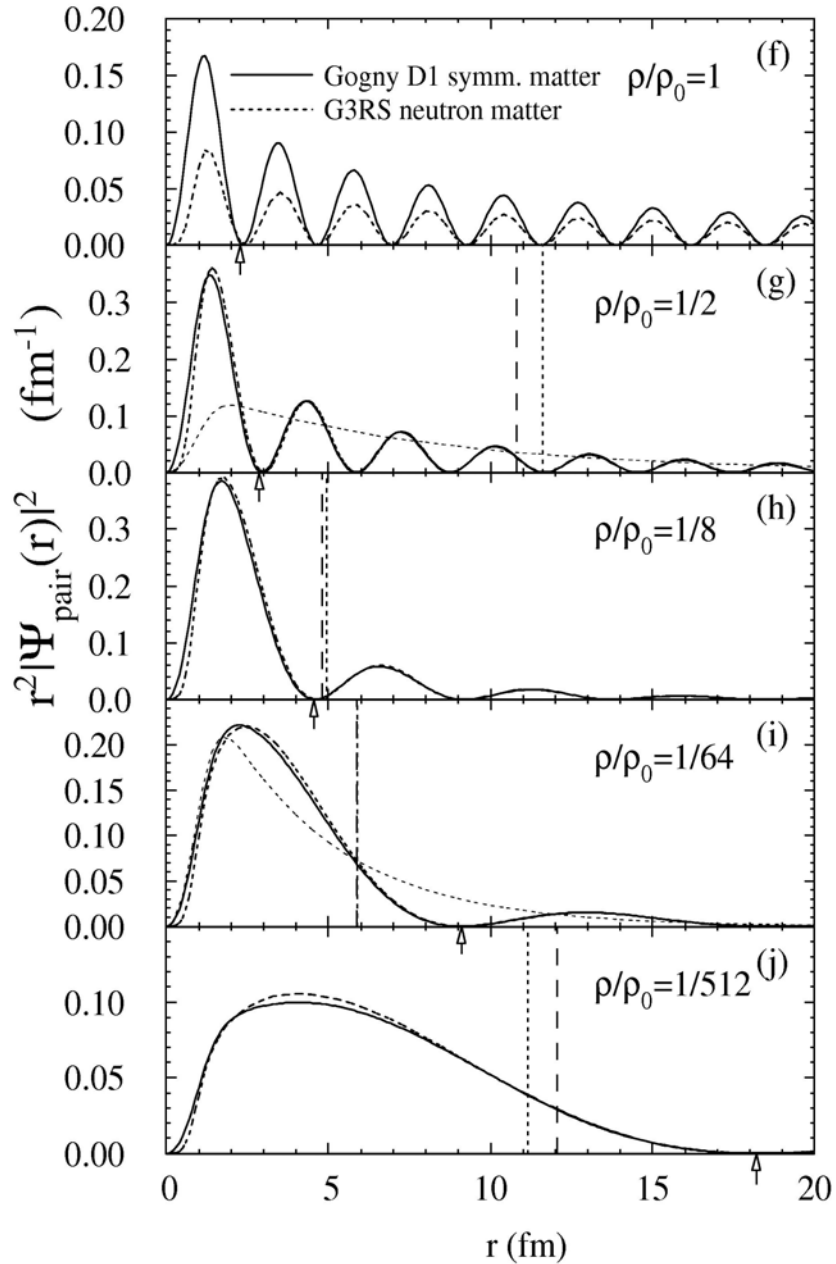 0.20
(f)
Gogny D1 symm. matter
ρ/ρ₀=1
G3RS neutron matter
0.15
0.10
0.05
0.00
(g)
ρ/ρ₀=1/2
0.3
0.2
0.1
0.0
(h)
ρ/ρ₀=1/8
0.3
0.2
0.1
0.0
(i)
ρ/ρ₀=1/64
0.20
0.15
0.10
0.05
0.00
(j)
ρ/ρ₀=1/512
0.10
0.05
0.00
r²|Ψpair(r)|² (fm⁻¹)
0 5 10 15 20
r (fm)